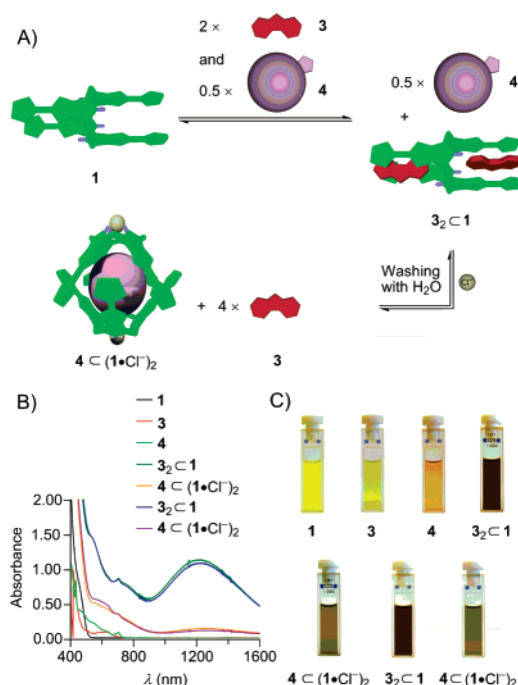 A)
2 × 3
and
0.5 × 4
0.5 × 4
+
1
3₂⊂1
Washing
with H₂O
Cl⁻
+ 4 ×
4⊂(1•Cl⁻)₂
3
B)
1
3
4
3₂⊂1
4⊂(1•Cl⁻)₂
3₂⊂1
4⊂(1•Cl⁻)₂
Absorbance
2.00
1.50
1.00
0.50
0.00
400 800 1200 1600
λ (nm)
C)
1 3 4 3₂⊂1
4⊂(1•Cl⁻)₂ 3₂⊂1 4⊂(1•Cl⁻)₂